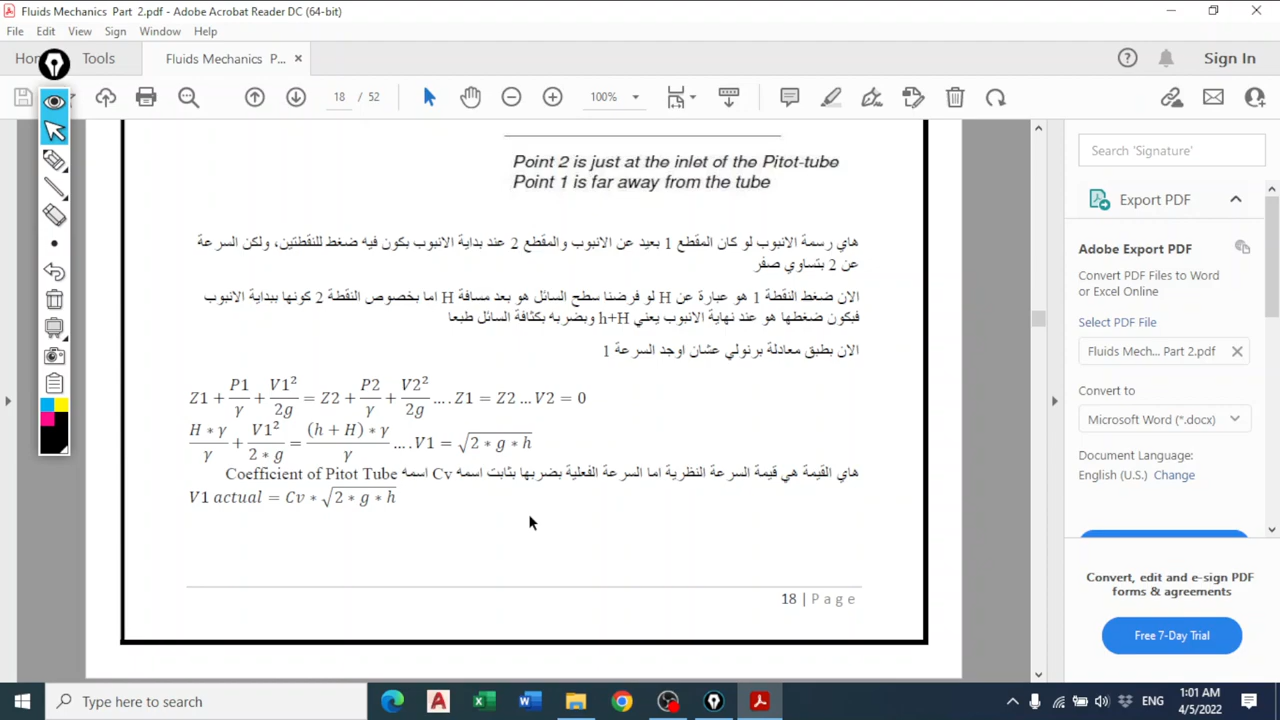 Fluids Mechanics Part 2.pdf - Adobe Acrobat Reader DC (64-bit)
File Edit View Sign Window Help
Tools
Fluids Mechanics P...
Sign In
18 / 52
100%
Point 2 is just at the inlet of the Pitot-tube
Point 1 is far away from the tube
هاي رسمة الانبوب لو كان المقطع 1 بعيد عن الانبوب والمقطع 2 عند بداية الانبوب بكون فيه ضغط للنقطتين، ولكن السرعة
عن 2 بتساوي صفر
الان ضغط النقطة 1 هو عبارة عن H لو فرضنا سطح السائل هو بعد مسافة H اما بخصوص النقطة 2 كونها ببداية الانبوب
فبكون ضغطها هو عند نهاية الانبوب يعني h+H وبضربه بكثافة السائل طبعا
الان بطبق معادلة برنولي عشان اوجد السرعة 1
Z1 + P1/γ + V1²/2g = Z2 + P2/γ + V2²/2g .... Z1 = Z2 ... V2 = 0
H * γ/γ + V1²/2 * g = (h + H) * γ/γ .... V1 = √2 * g * h
هاي القيمة هي قيمة السرعة النظرية اما السرعة الفعلية بضربها بثابت اسمه Cv اسمه Coefficient of Pitot Tube
V1 actual = Cv * √2 * g * h
18 | Page
Search 'Signature'
Export PDF
Adobe Export PDF
Convert PDF Files to Word
or Excel Online
Select PDF File
Fluids Mech... Part 2.pdf
Convert to
Microsoft Word (*.docx)
Document Language:
English (U.S.) Change
Convert, edit and e-sign PDF
forms & agreements
Free 7-Day Trial
Type here to search
ENG
1:01 AM
4/5/2022